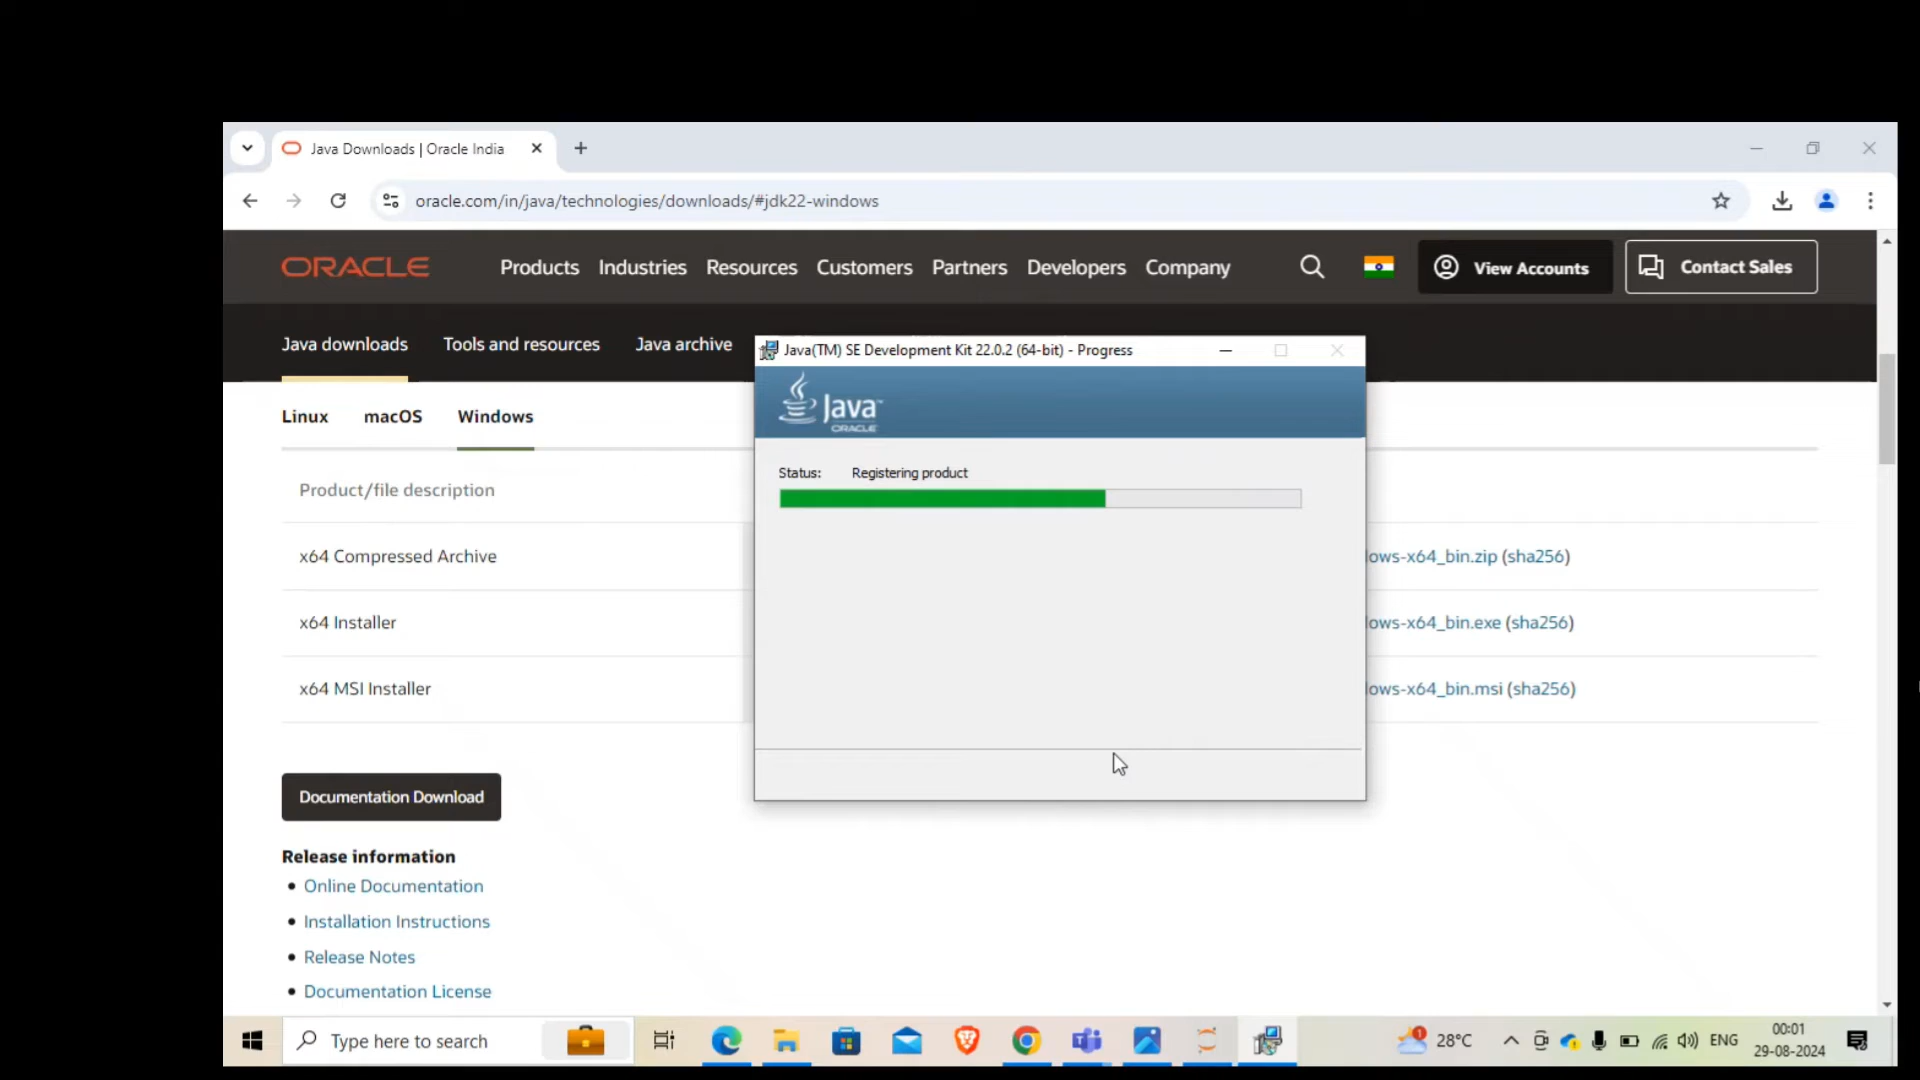 Java Downloads | Oracle India
oracle.com/in/java/technologies/downloads/#jdk22-windows
ORACLE Products Industries Resources Customers Partners Developers Company View Accounts Contact Sales
Java downloads Tools and resources Java archive
Java(TM) SE Development Kit 22.0.2 (64-bit) - Progress
Java™
ORACLE
Status: Registering product
Linux macOS Windows
Product/file description
x64 Compressed Archive ows-x64_bin.zip (sha256)
x64 Installer ows-x64_bin.exe (sha256)
x64 MSI Installer ows-x64_bin.msi (sha256)
Documentation Download
Release information
• Online Documentation
• Installation Instructions
• Release Notes
• Documentation License
Type here to search
1
28°C
ENG
00:01
29-08-2024